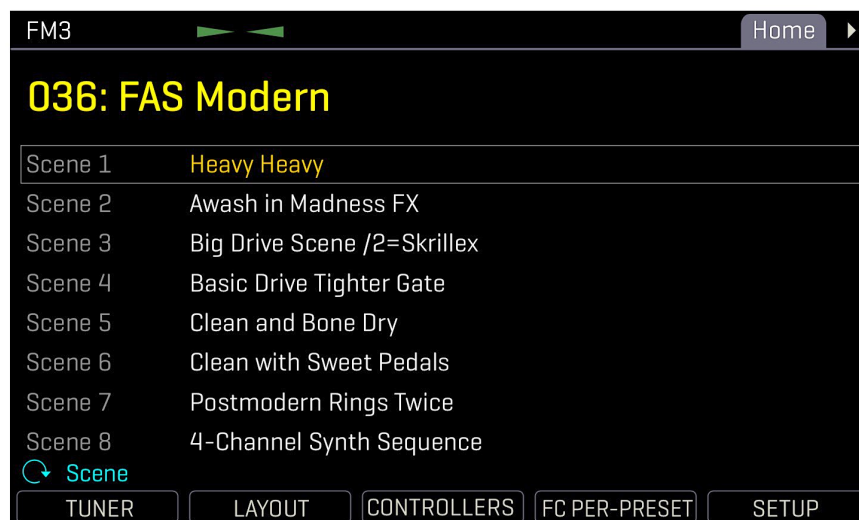 FM3 Home
036: FAS Modern
Scene 1 Heavy Heavy
Scene 2 Awash in Madness FX
Scene 3 Big Drive Scene /2=Skrillex
Scene 4 Basic Drive Tighter Gate
Scene 5 Clean and Bone Dry
Scene 6 Clean with Sweet Pedals
Scene 7 Postmodern Rings Twice
Scene 8 4-Channel Synth Sequence
Scene
TUNER LAYOUT CONTROLLERS FC PER-PRESET SETUP